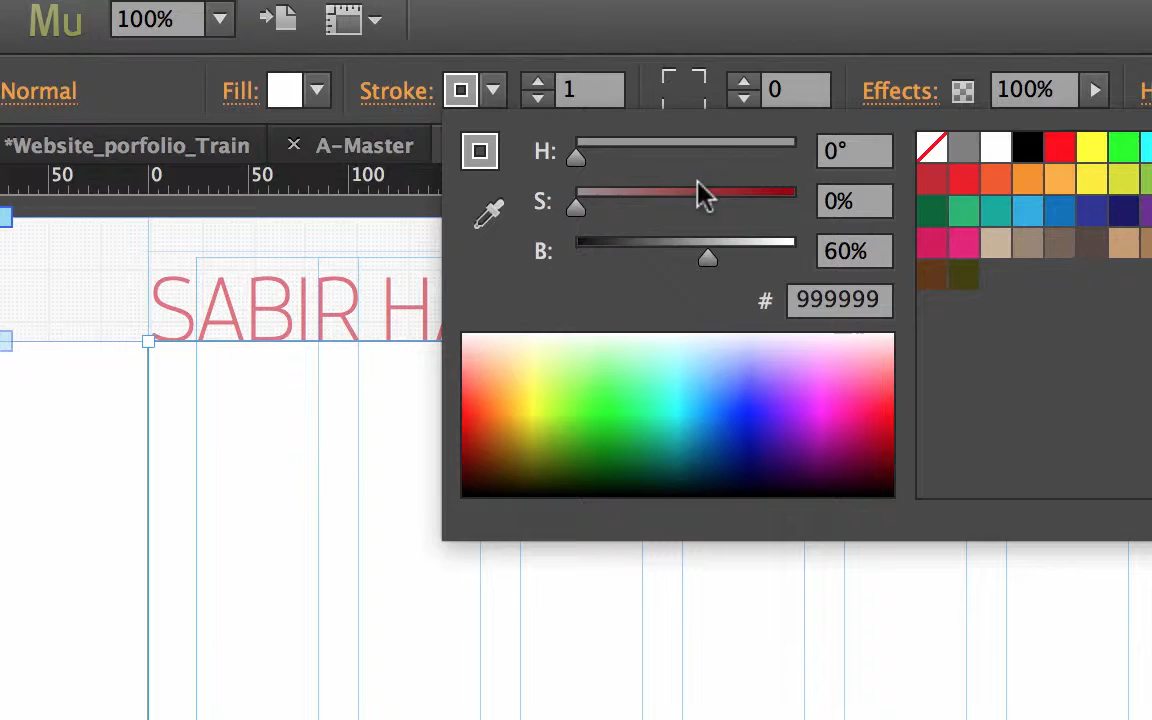 Mu 100%
Normal Fill: Stroke: 1 0 Effects: 100% H
*Website_porfolio_Train × A-Master
50 0 50 100
H: 0°
S: 0%
B: 60%
# 999999
SABIR HA